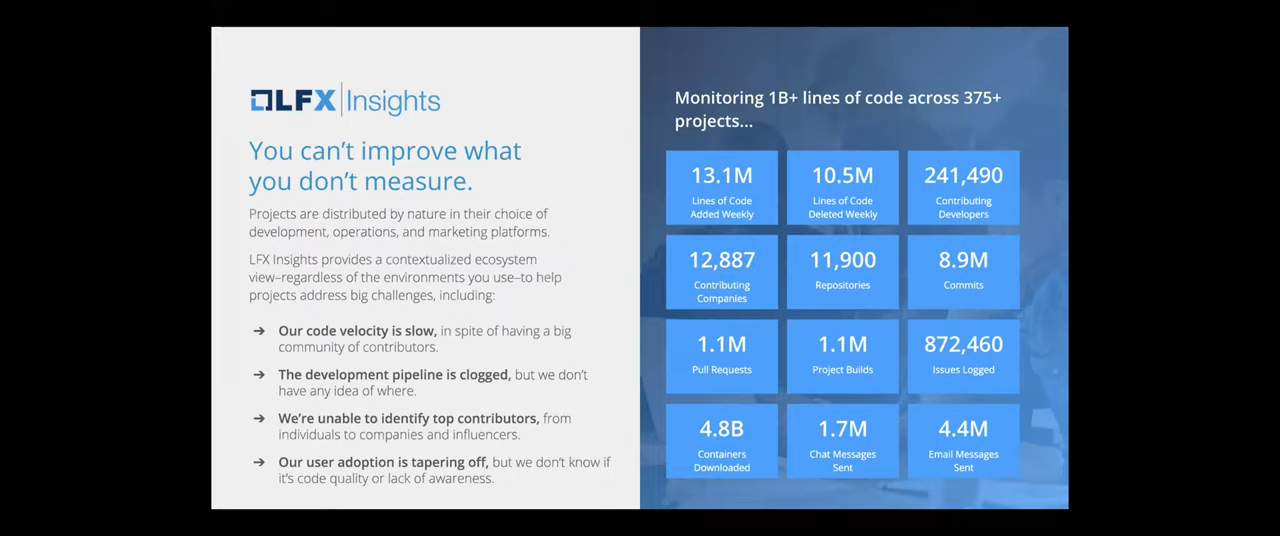 LFX Insights
You can't improve what
you don't measure.
Projects are distributed by nature in their choice of
development, operations, and marketing platforms.
LFX Insights provides a contextualized ecosystem
view–regardless of the environments you use–to help
projects address big challenges, including:
➔ Our code velocity is slow, in spite of having a big
community of contributors.
➔ The development pipeline is clogged, but we don't
have any idea of where.
➔ We're unable to identify top contributors, from
individuals to companies and influencers.
➔ Our user adoption is tapering off, but we don't know if
it's code quality or lack of awareness.
Monitoring 1B+ lines of code across 375+
projects...
13.1M
Lines of Code
Added Weekly
10.5M
Lines of Code
Deleted Weekly
241,490
Contributing
Developers
12,887
Contributing
Companies
11,900
Repositories
8.9M
Commits
1.1M
Pull Requests
1.1M
Project Builds
872,460
Issues Logged
4.8B
Containers
Downloaded
1.7M
Chat Messages
Sent
4.4M
Email Messages
Sent